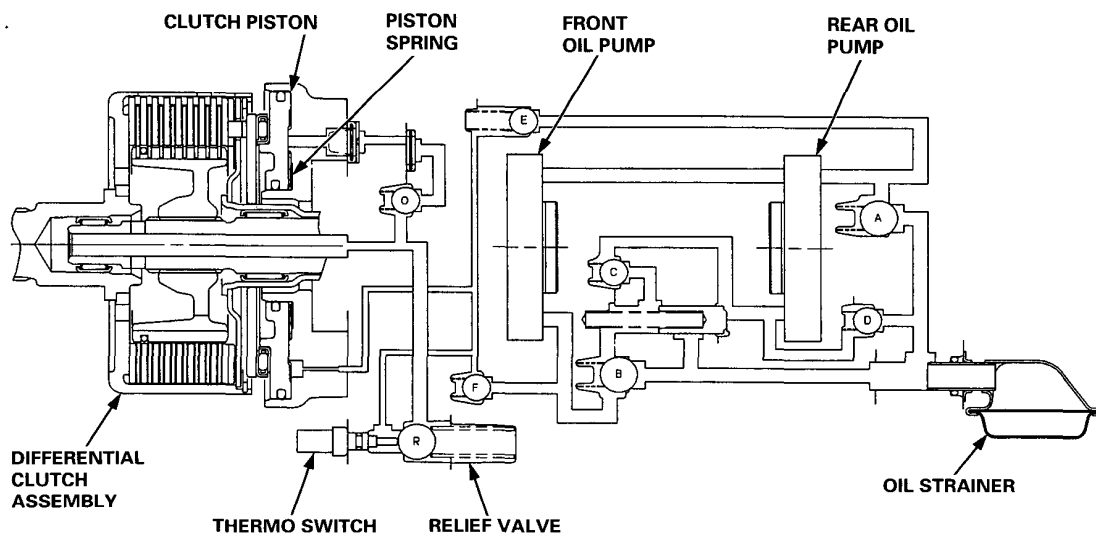 CLUTCH PISTON
PISTON
SPRING
FRONT
OIL PUMP
REAR OIL
PUMP
E
O
A
C
D
B
F
R
DIFFERENTIAL
CLUTCH
ASSEMBLY
THERMO SWITCH
RELIEF VALVE
OIL STRAINER